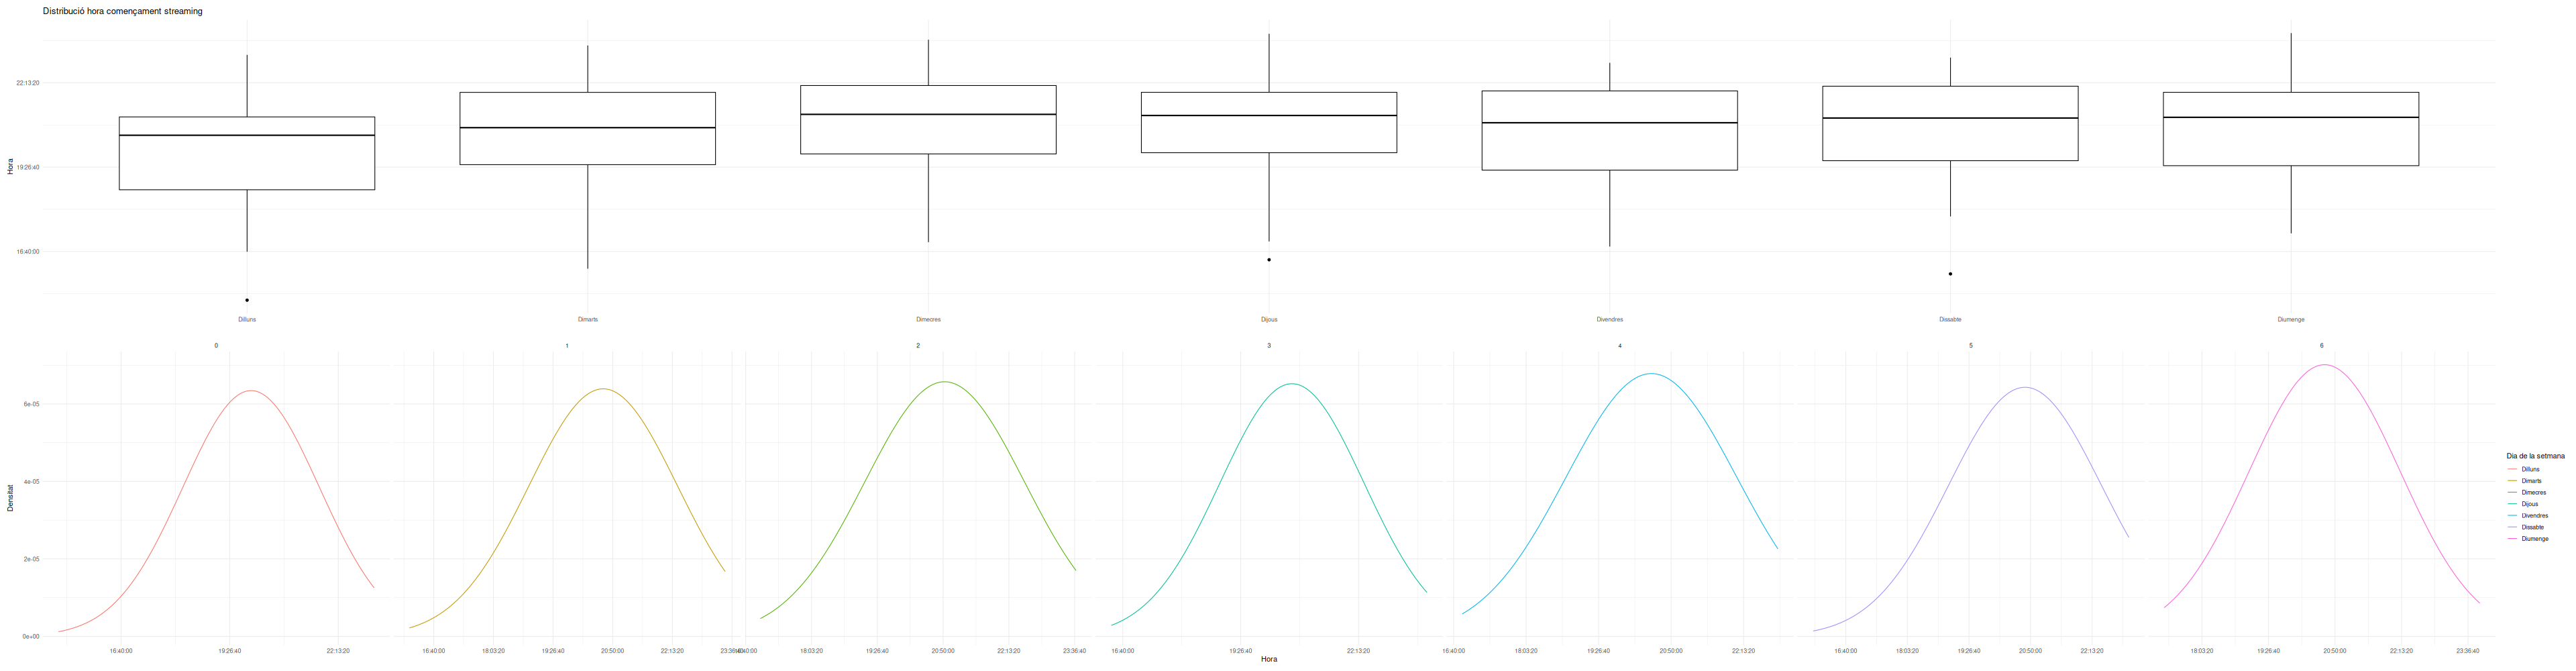 Distribució hora començament streaming
Hora
22:13:20
19:26:40
16:40:00
Dilluns
Dimarts
Dimecres
Dijous
Divendres
Dissabte
Diumenge
0
1
2
3
4
5
6
Densitat
6e-05
4e-05
2e-05
0e+00
16:40:00
19:26:40
22:13:20
16:40:00
18:03:20
19:26:40
20:50:00
22:13:20
18:03:20
19:26:40
20:50:00
22:13:20
23:36:40
16:40:00
19:26:40
22:13:20
16:40:00
18:03:20
19:26:40
20:50:00
22:13:20
16:40:00
18:03:20
19:26:40
20:50:00
22:13:20
18:03:20
19:26:40
20:50:00
22:13:20
23:36:40
Hora
Dia de la setmana
Dilluns
Dimarts
Dimecres
Dijous
Divendres
Dissabte
Diumenge